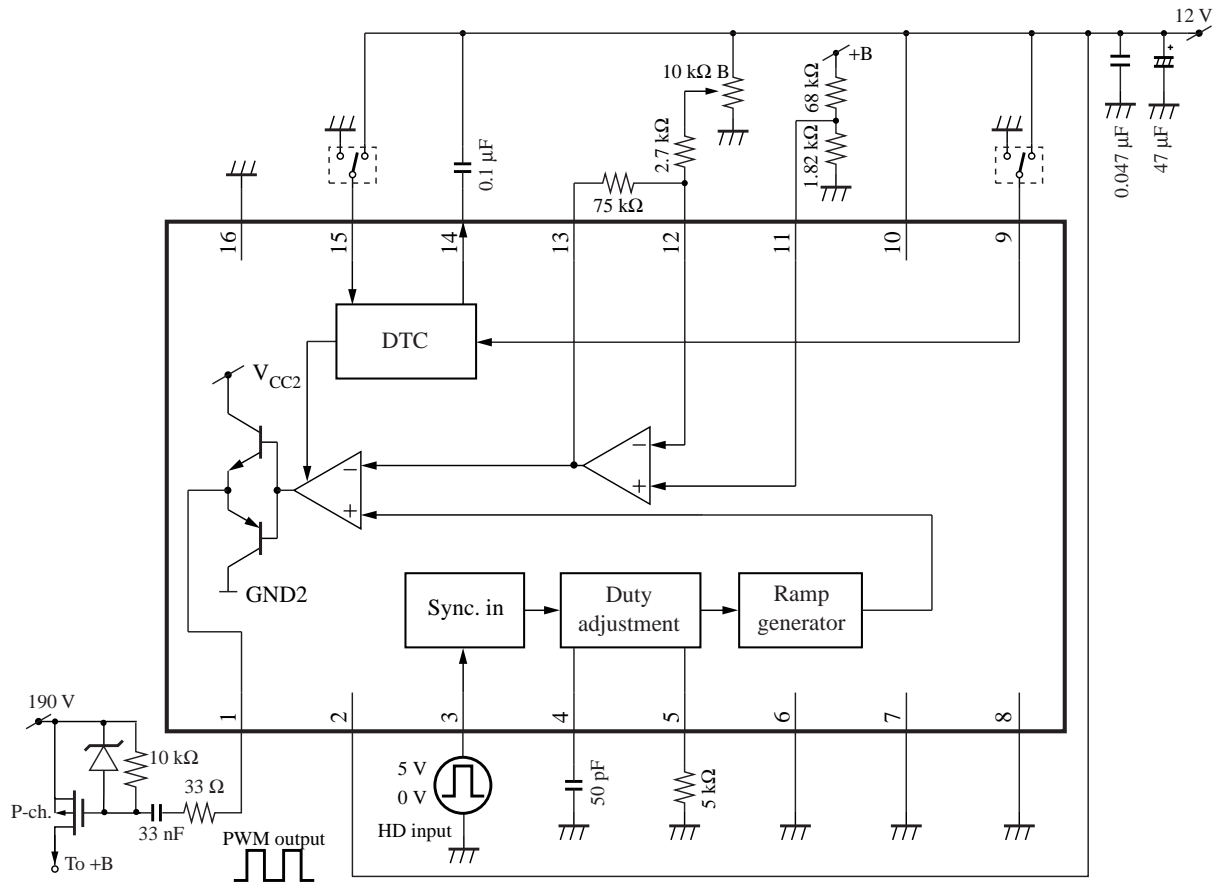 12 V
+B
10 kΩ B
68 kΩ
2.7 kΩ
1.82 kΩ
0.1 µF
75 kΩ
0.047 µF
47 µF
+
16
15
14
13
12
11
10
9
DTC
VCC2
−
+
−
+
GND2
Sync. in
Duty
adjustment
Ramp
generator
1
2
3
4
5
6
7
8
190 V
10 kΩ
33 Ω
P-ch.
33 nF
To +B
PWM output
5 V
0 V
HD input
50 pF
5 kΩ